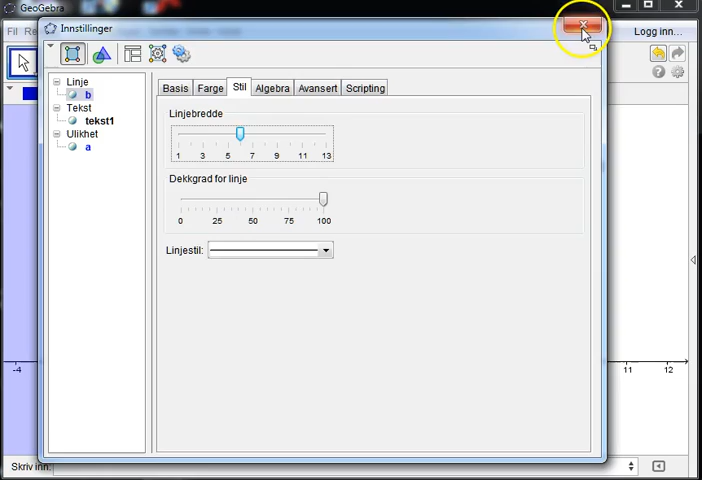 GeoGebra
Innstillinger
Fil
Logg inn...
Linje
b
Tekst
tekst1
Ulikhet
a
Basis Farge Stil Algebra Avansert Scripting
Linjebredde
1 3 5 7 9 11 13
Dekkgrad for linje
0 25 50 75 100
Linjestil:
-4 11 12
Skriv inn: